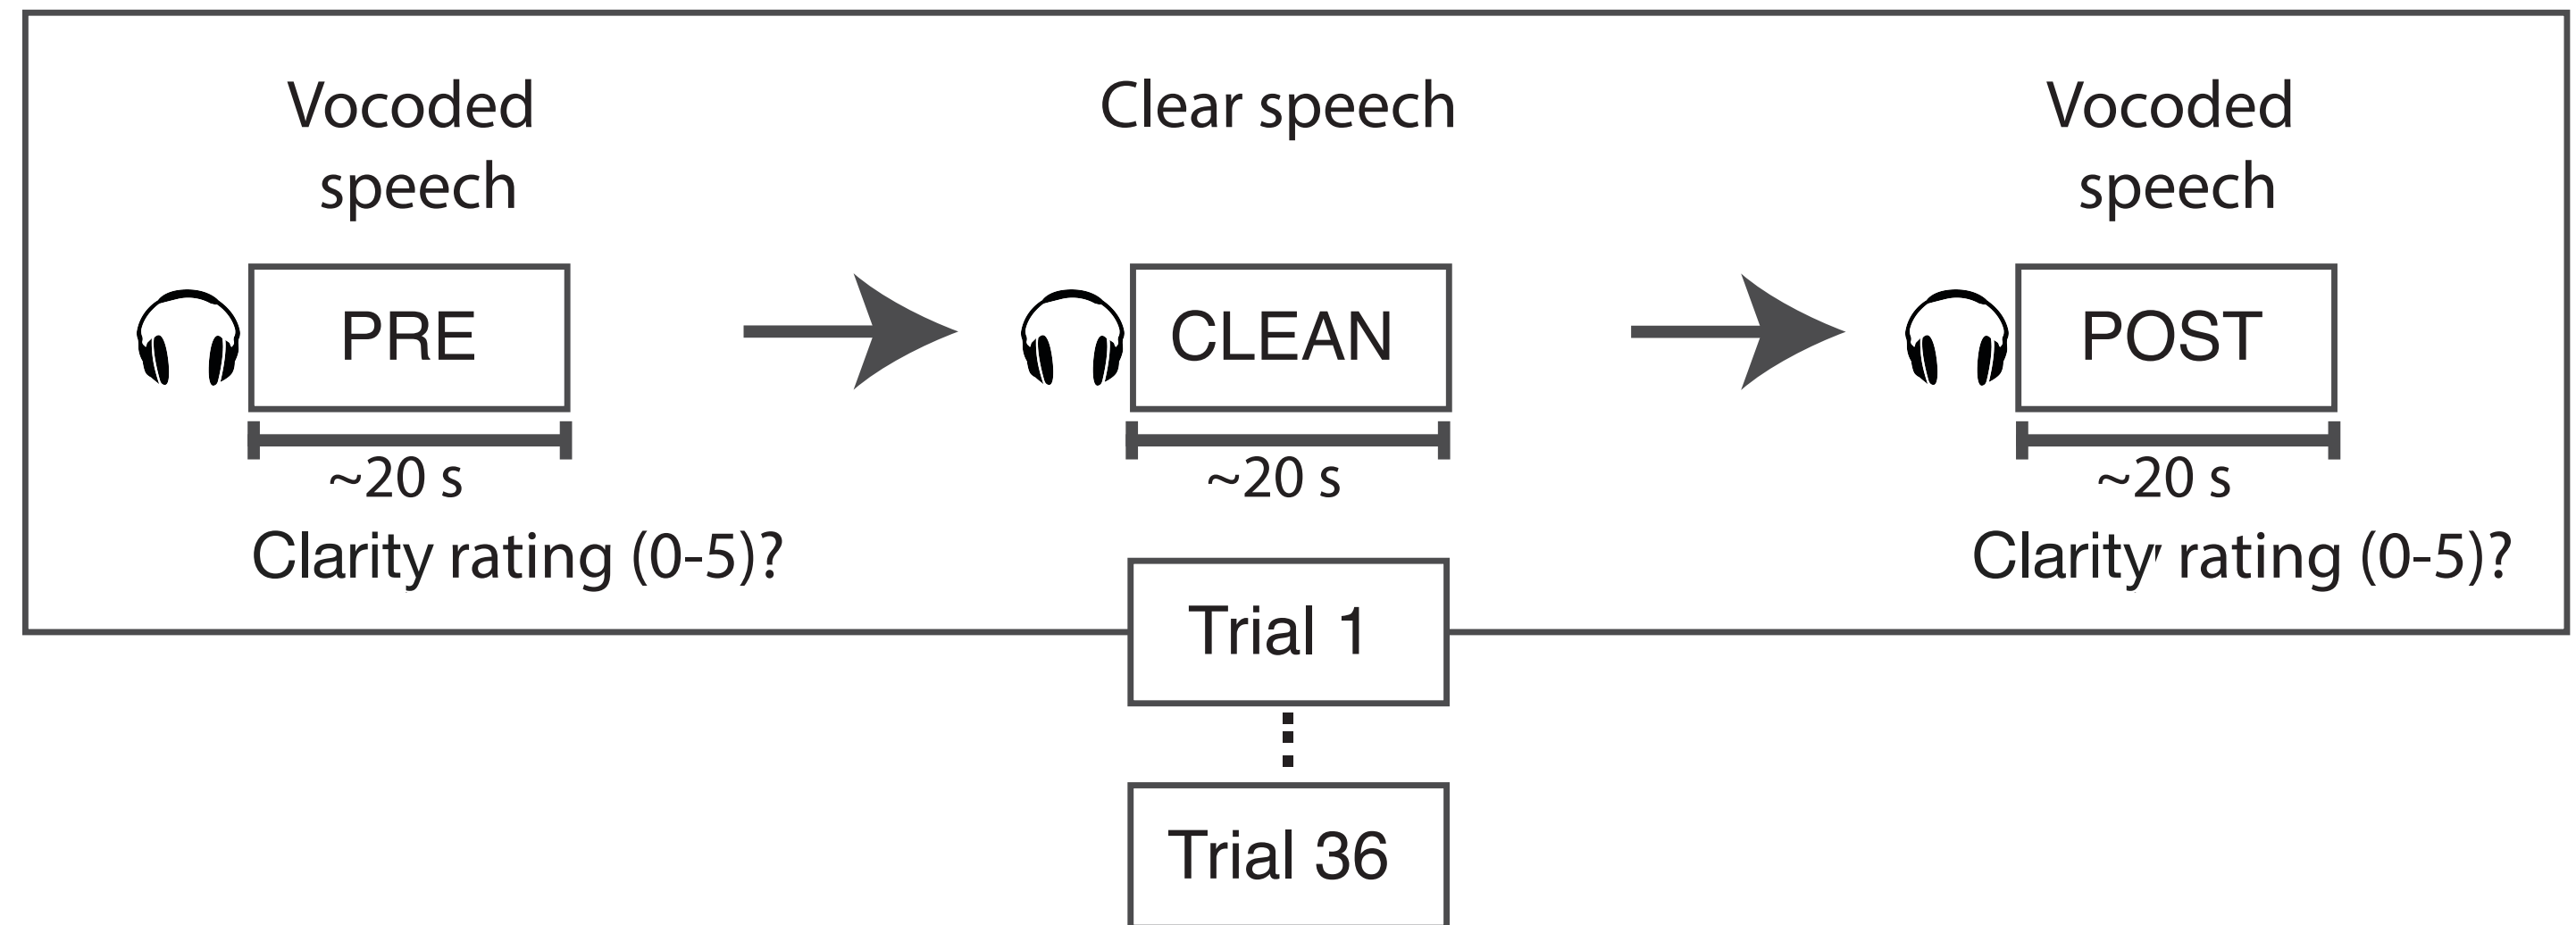 Vocoded
speech
PRE
~20 s
Clarity rating (0-5)?
Clear speech
CLEAN
~20 s
Vocoded
speech
POST
~20 s
Clarity rating (0-5)?
Trial 1
Trial 36